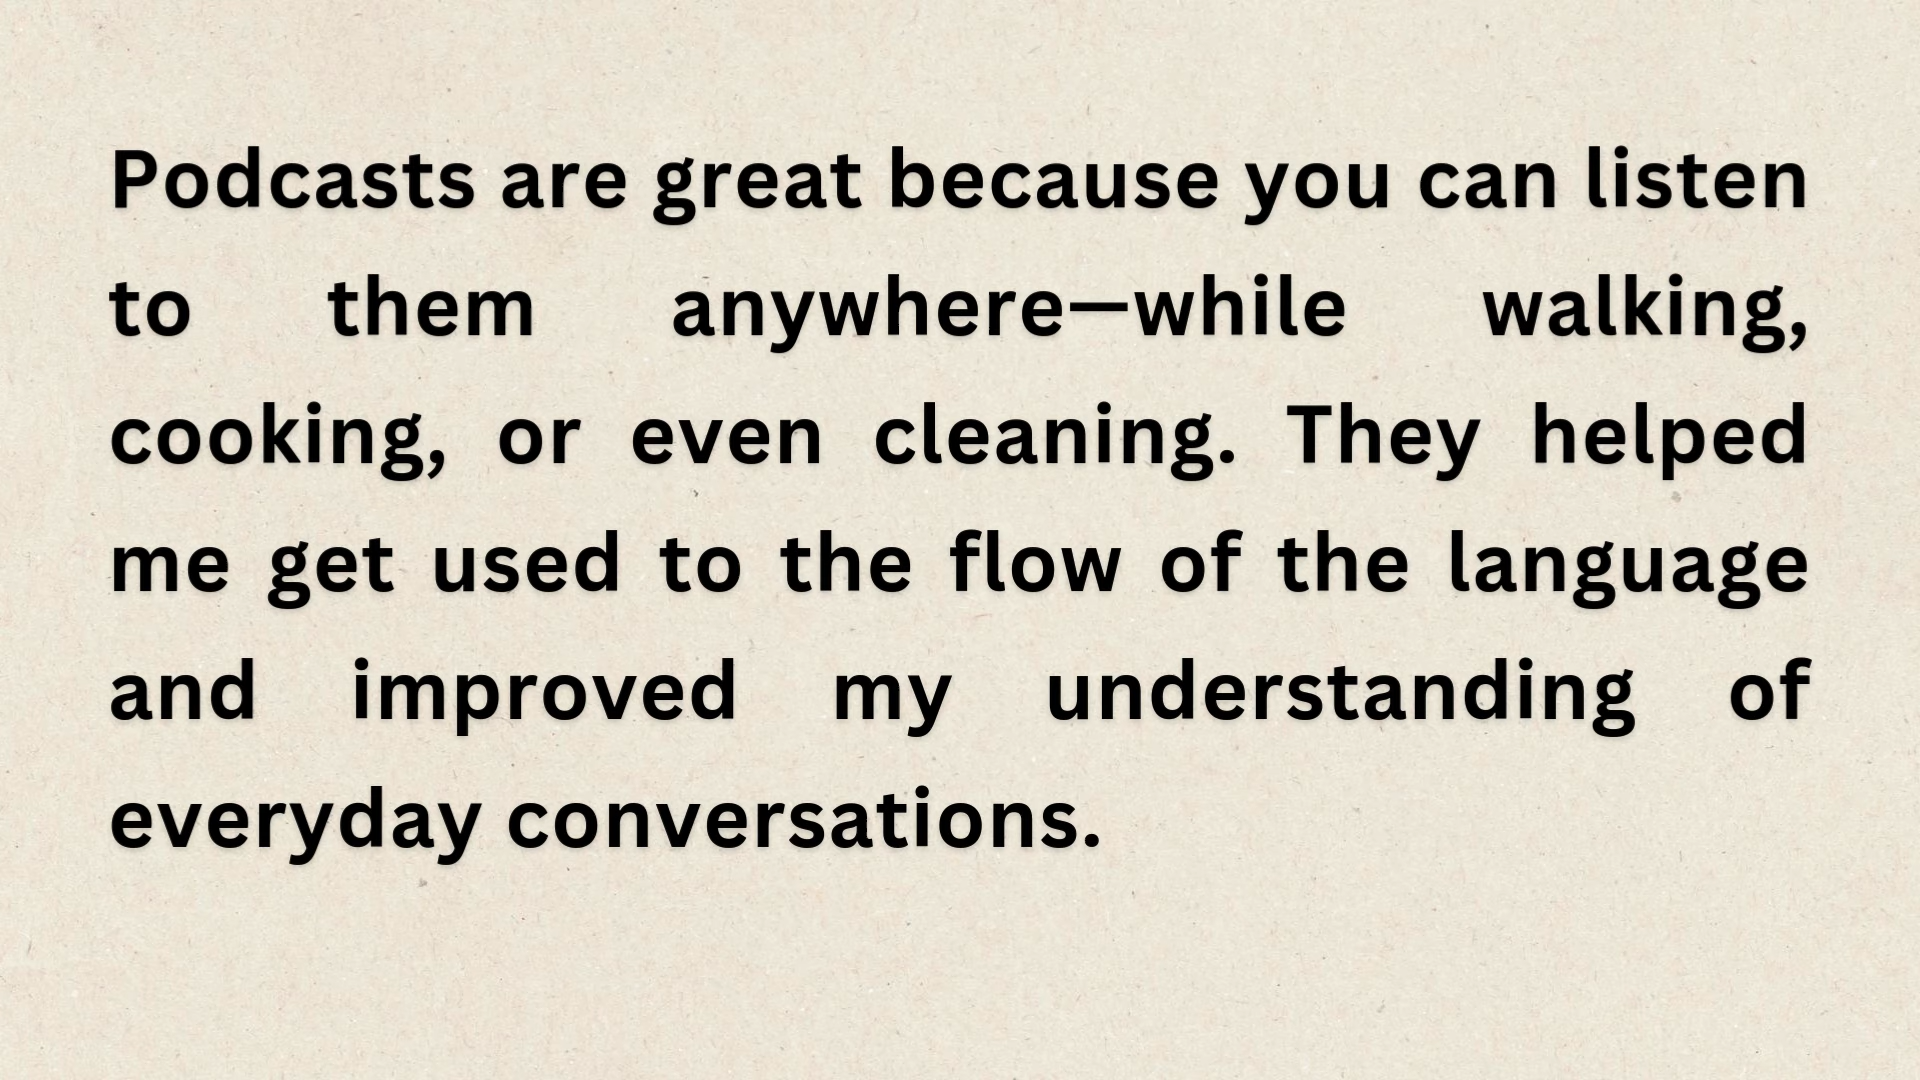 Podcasts are great because you can listen
to them anywhere—while walking,
cooking, or even cleaning. They helped
me get used to the flow of the language
and improved my understanding of
everyday conversations.